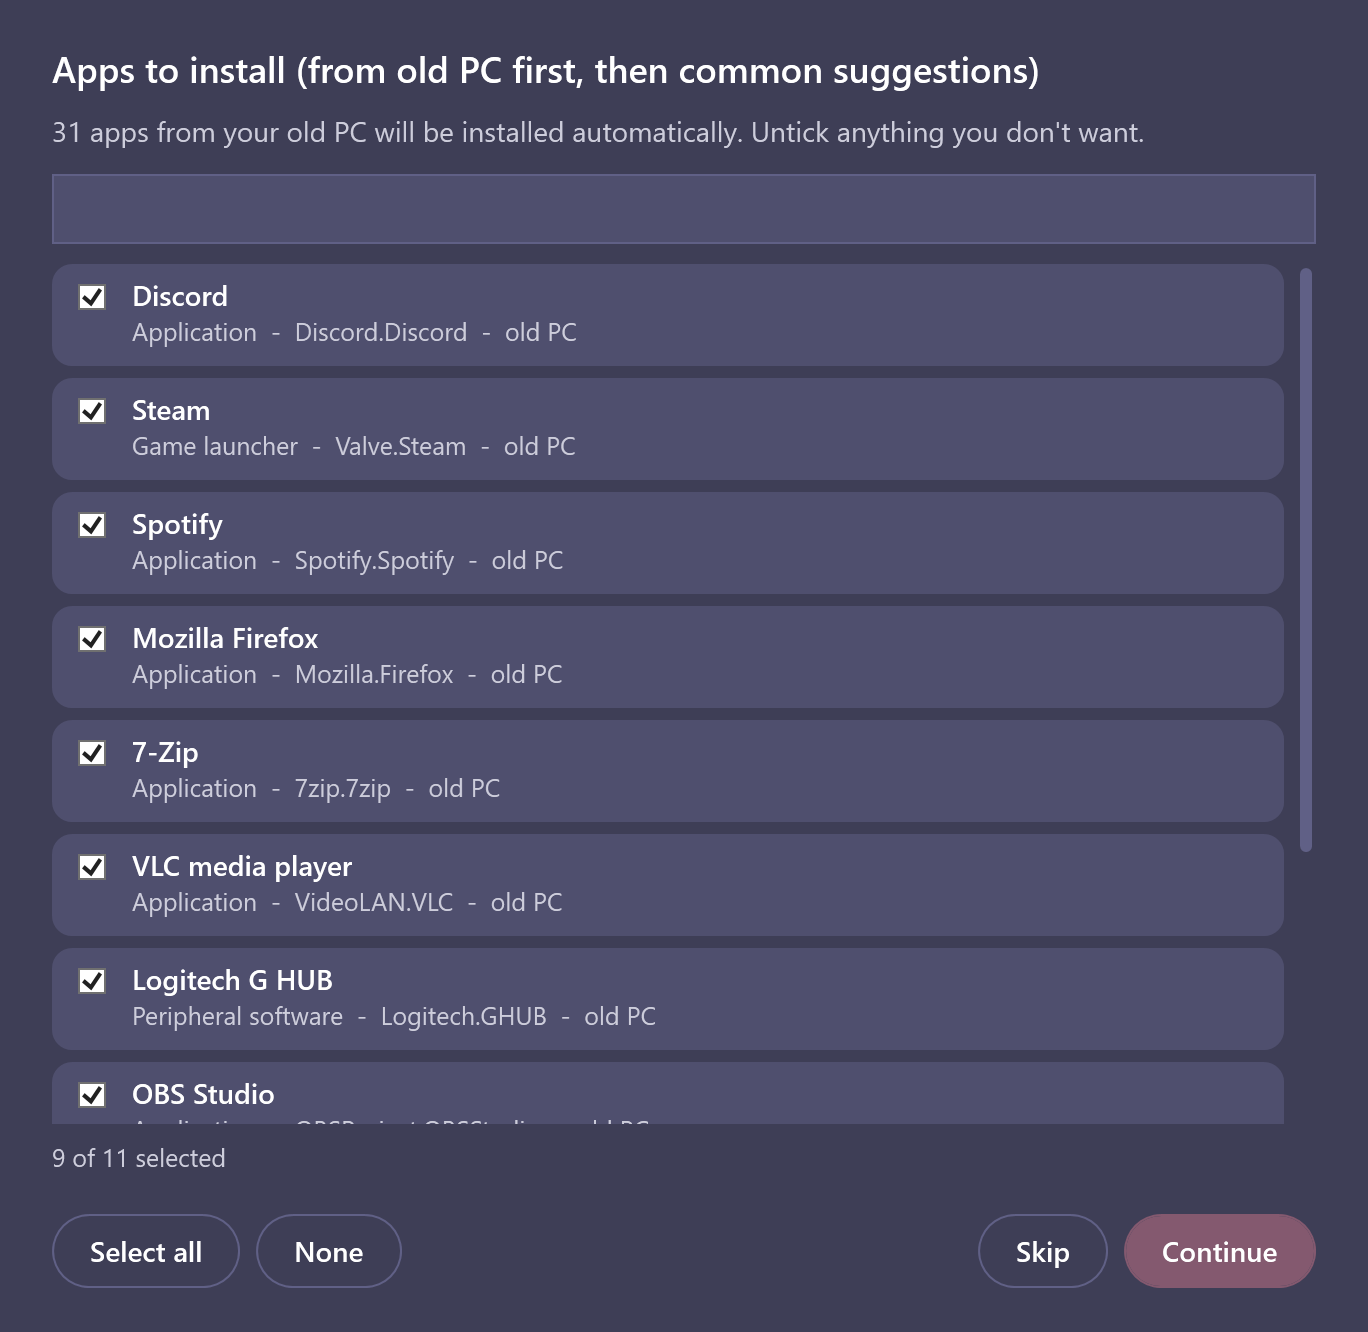 Apps to install (from old PC first, then common suggestions)
31 apps from your old PC will be installed automatically. Untick anything you don't want.
Discord
Application - Discord.Discord - old PC
Steam
Game launcher - Valve.Steam - old PC
Spotify
Application - Spotify.Spotify - old PC
Mozilla Firefox
Application - Mozilla.Firefox - old PC
7-Zip
Application - 7zip.7zip - old PC
VLC media player
Application - VideoLAN.VLC - old PC
Logitech G HUB
Peripheral software - Logitech.GHUB - old PC
OBS Studio
9 of 11 selected
Select all None Skip Continue